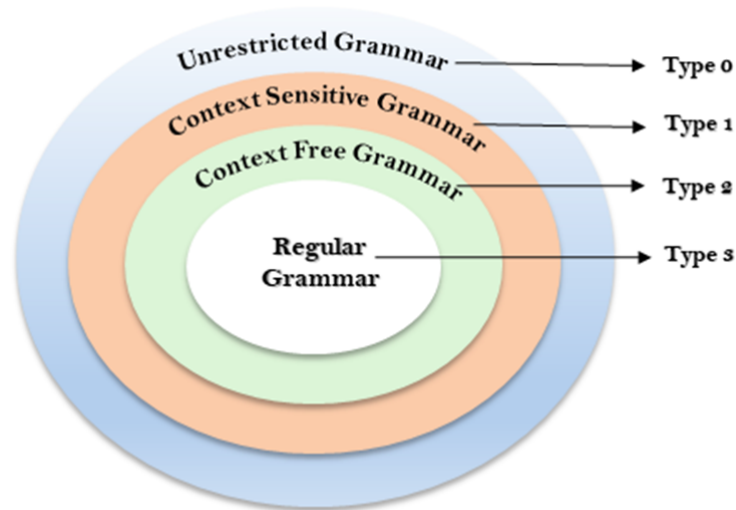 Unrestricted Grammar
Type 0
Context Sensitive Grammar
Type 1
Context Free Grammar
Type 2
Regular
Grammar
Type 3